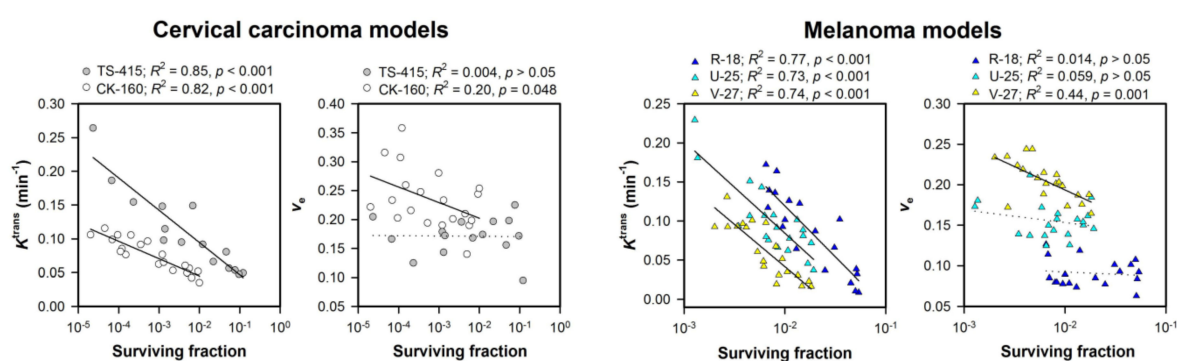 Cervical carcinoma models
TS-415; R² = 0.85, p < 0.001
CK-160; R² = 0.82, p < 0.001
0.30
0.25
0.20
0.15
0.10
0.05
0.00
Kᵗʳᵃⁿˢ (min⁻¹)
10⁻⁵ 10⁻⁴ 10⁻³ 10⁻² 10⁻¹ 10⁰
Surviving fraction
TS-415; R² = 0.004, p > 0.05
CK-160; R² = 0.20, p = 0.048
0.45
0.40
0.35
0.30
0.25
0.20
0.15
0.10
0.05
vₑ
10⁻⁵ 10⁻⁴ 10⁻³ 10⁻² 10⁻¹ 10⁰
Surviving fraction
Melanoma models
R-18; R² = 0.77, p < 0.001
U-25; R² = 0.73, p < 0.001
V-27; R² = 0.74, p < 0.001
0.25
0.20
0.15
0.10
0.05
0.00
Kᵗʳᵃⁿˢ (min⁻¹)
10⁻³ 10⁻² 10⁻¹
Surviving fraction
R-18; R² = 0.014, p > 0.05
U-25; R² = 0.059, p > 0.05
V-27; R² = 0.44, p = 0.001
0.30
0.25
0.20
0.15
0.10
0.05
vₑ
10⁻³ 10⁻² 10⁻¹
Surviving fraction